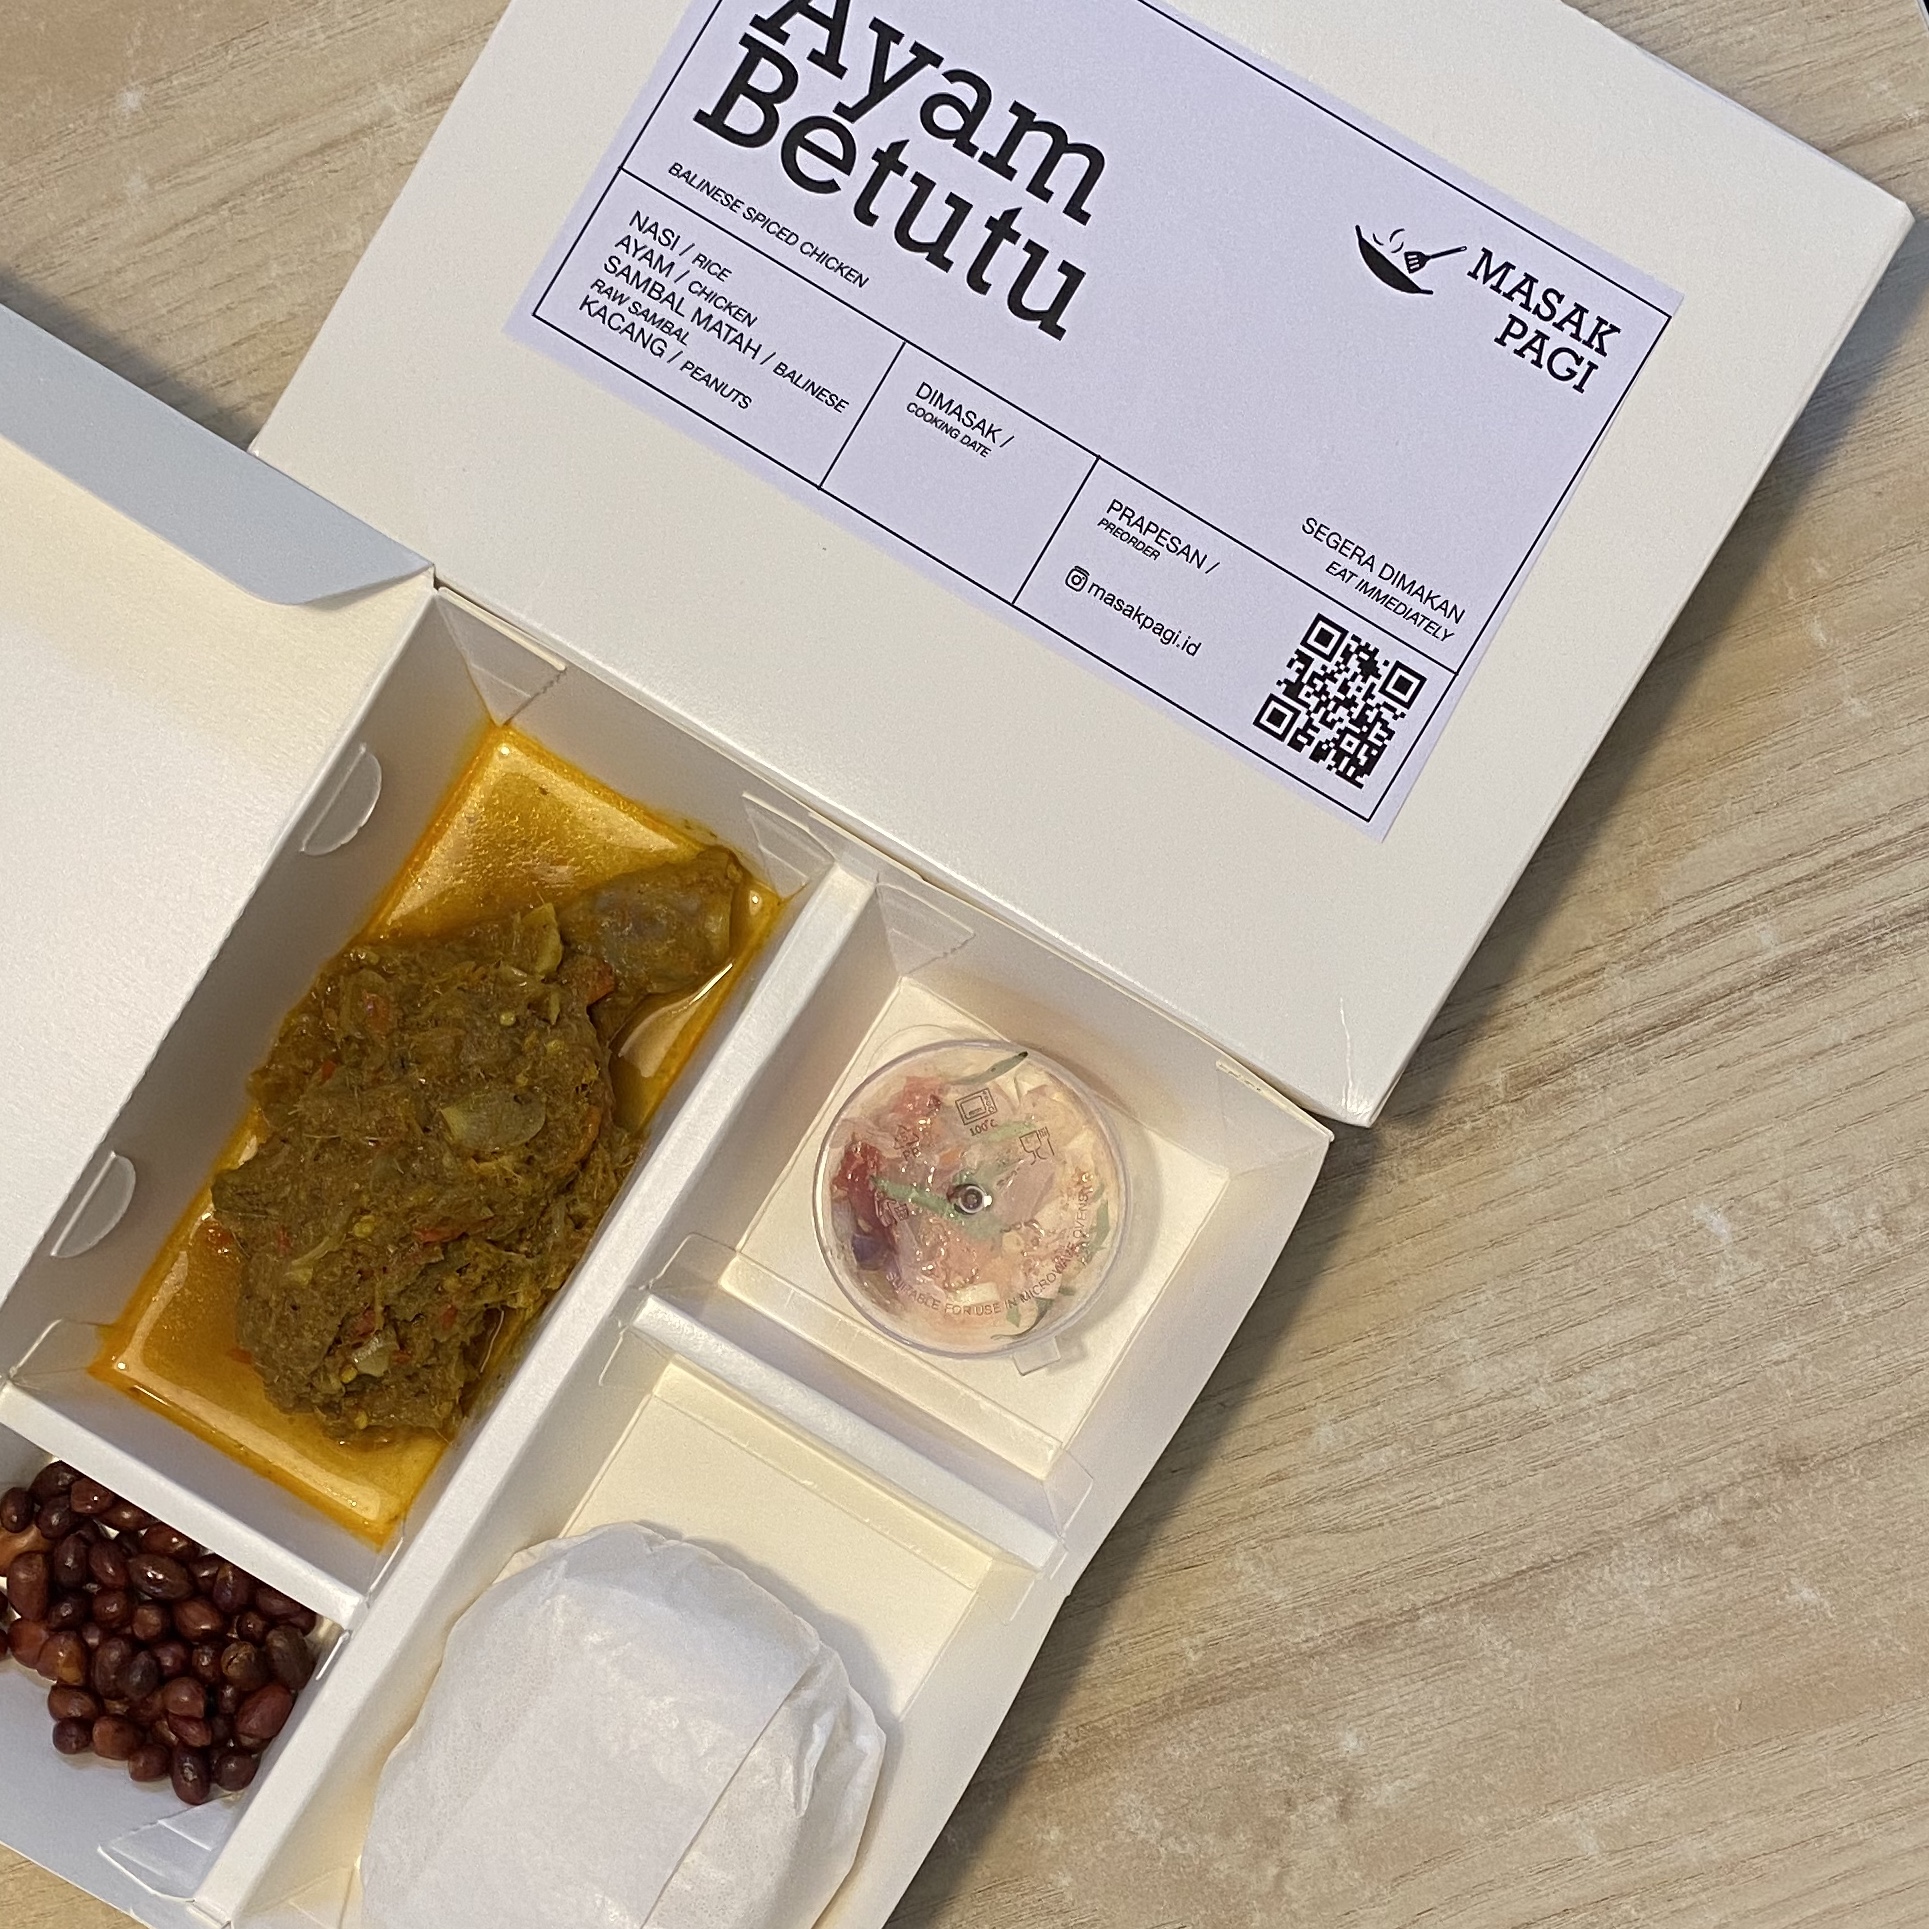 Ayam
Betutu
BALINESE SPICED CHICKEN
MASAK
PAGI
NASI / RICE
AYAM / CHICKEN
SAMBAL MATAH / BALINESE
RAW SAMBAL
KACANG / PEANUTS
DIMASAK /
COOKING DATE
PRAPESAN /
PREORDER
masakpagi.id
SEGERA DIMAKAN
EAT IMMEDIATELY
100°C
SUITABLE FOR USE IN MICROWAVE OVENS